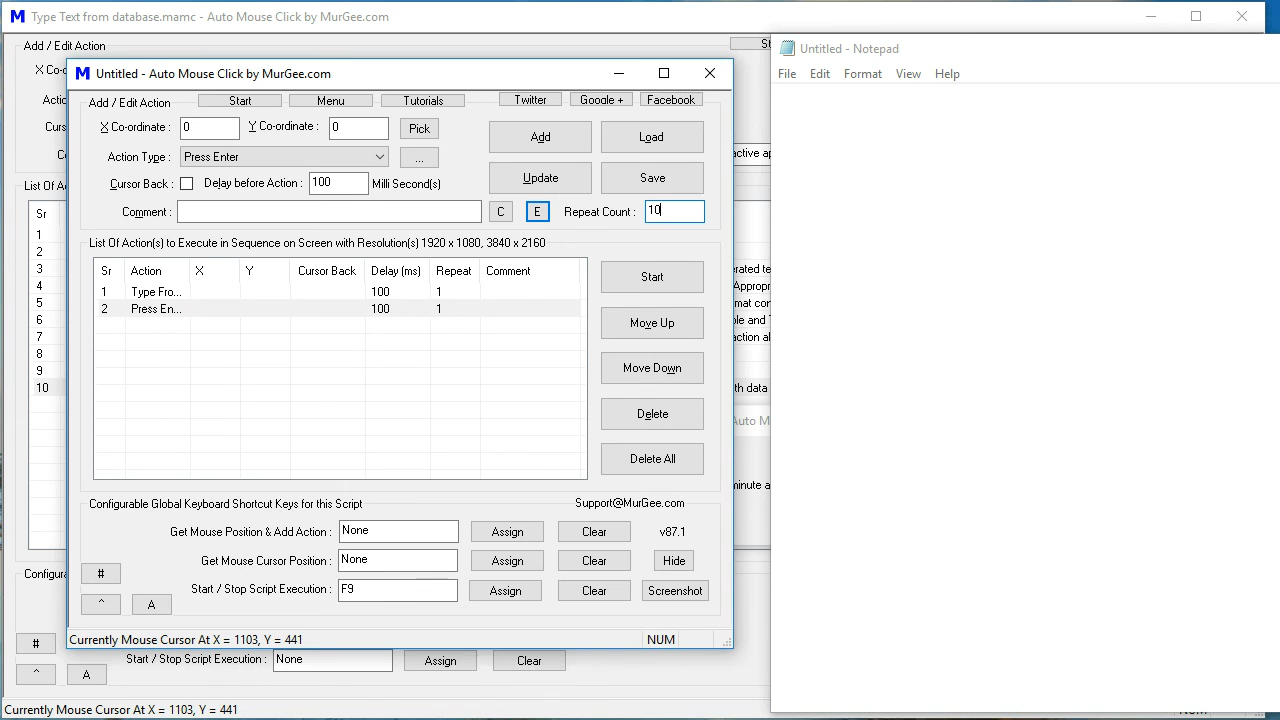 M Type Text from database.mamc - Auto Mouse Click by MurGee.com
Add / Edit Action
M Untitled - Auto Mouse Click by MurGee.com
Add / Edit Action Start Menu Tutorials Twitter Google + Facebook
X Co-ordinate : 0 Y Co-ordinate : 0 Pick Add Load
Action Type : Press Enter ...
Cursor Back : Delay before Action : 100 Milli Second(s) Update Save
Comment : C E Repeat Count : 10
List Of Action(s) to Execute in Sequence on Screen with Resolution(s) 1920 x 1080, 3840 x 2160
Sr Action X Y Cursor Back Delay (ms) Repeat Comment
1 Type Fro... 100 1
2 Press En... 100 1
Start
Move Up
Move Down
Delete
Delete All
Configurable Global Keyboard Shortcut Keys for this Script Support@MurGee.com
Get Mouse Position & Add Action : None Assign Clear v87.1
Get Mouse Cursor Position : None Assign Clear Hide
Start / Stop Script Execution : F9 Assign Clear Screenshot
#
^ A
Currently Mouse Cursor At X = 1103, Y = 441 NUM
Untitled - Notepad
File Edit Format View Help
Sr
1
2
3
4
5
6
7
8
9
10
#
^ A
Start / Stop Script Execution : None Assign Clear
Currently Mouse Cursor At X = 1103, Y = 441